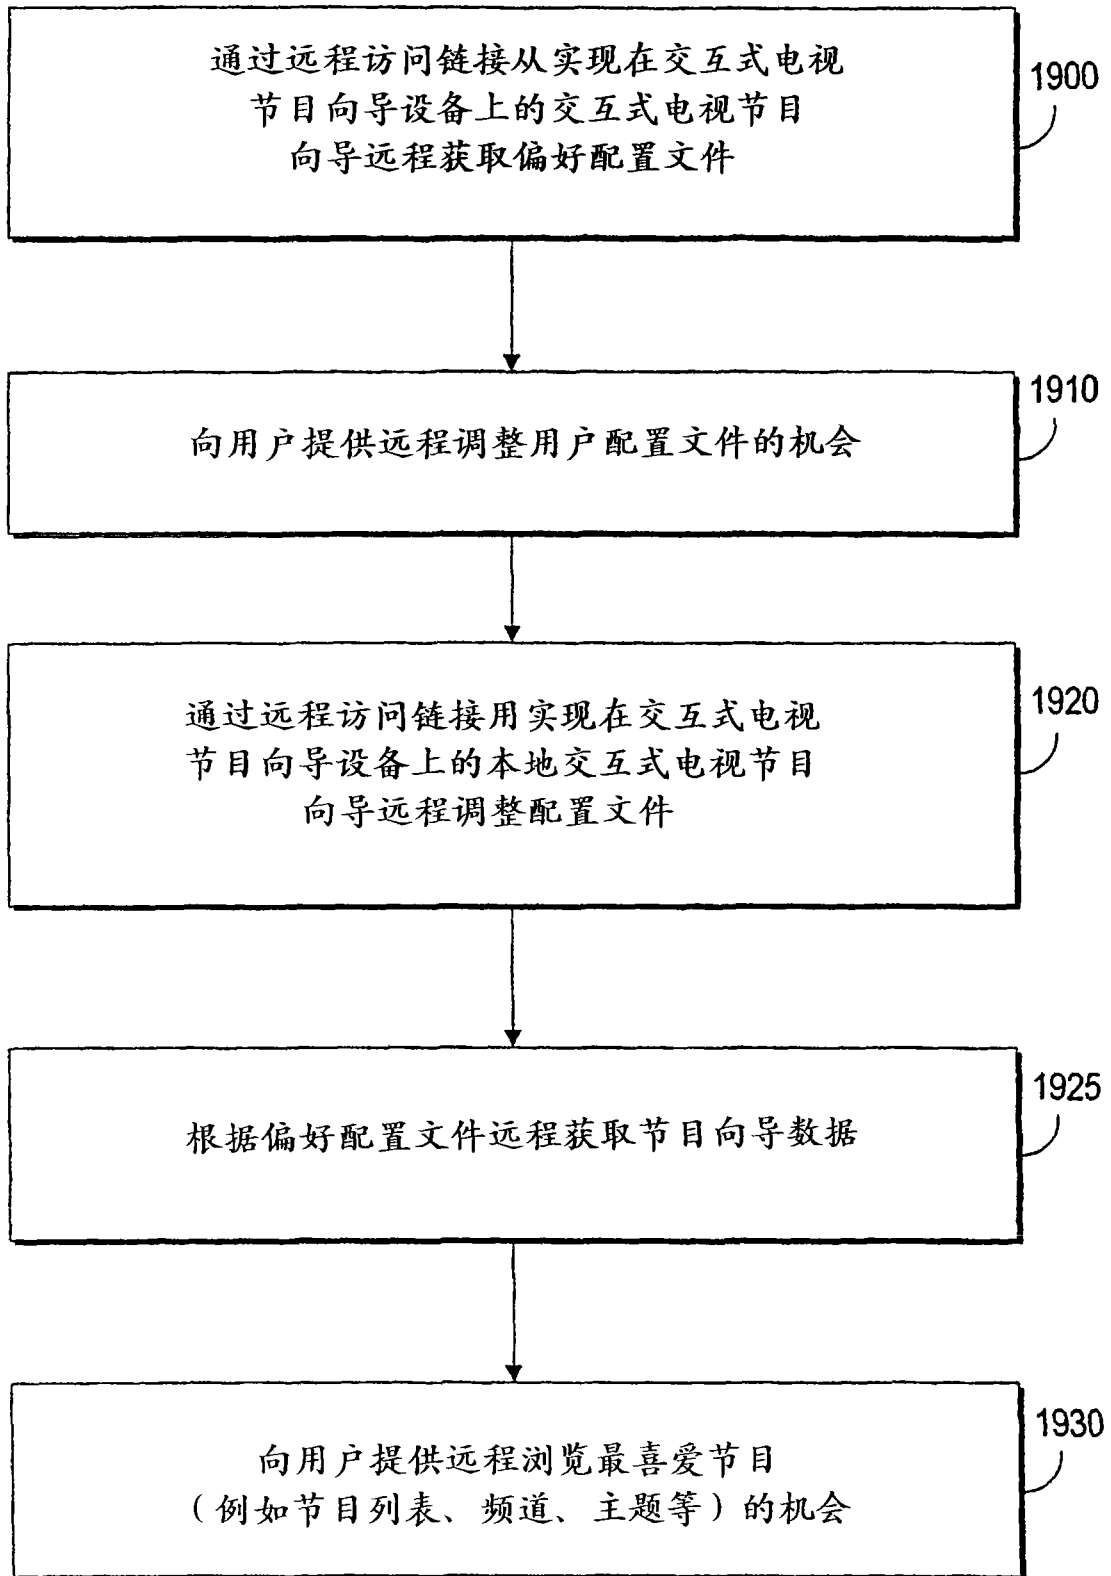 通过远程访问链接从实现在交互式电视
节目向导设备上的交互式电视节目
向导远程获取偏好配置文件
1900
向用户提供远程调整用户配置文件的机会
1910
通过远程访问链接用实现在交互式电视
节目向导设备上的本地交互式电视节目
向导远程调整配置文件
1920
根据偏好配置文件远程获取节目向导数据
1925
向用户提供远程浏览最喜爱节目
（例如节目列表、频道、主题等）的机会
1930